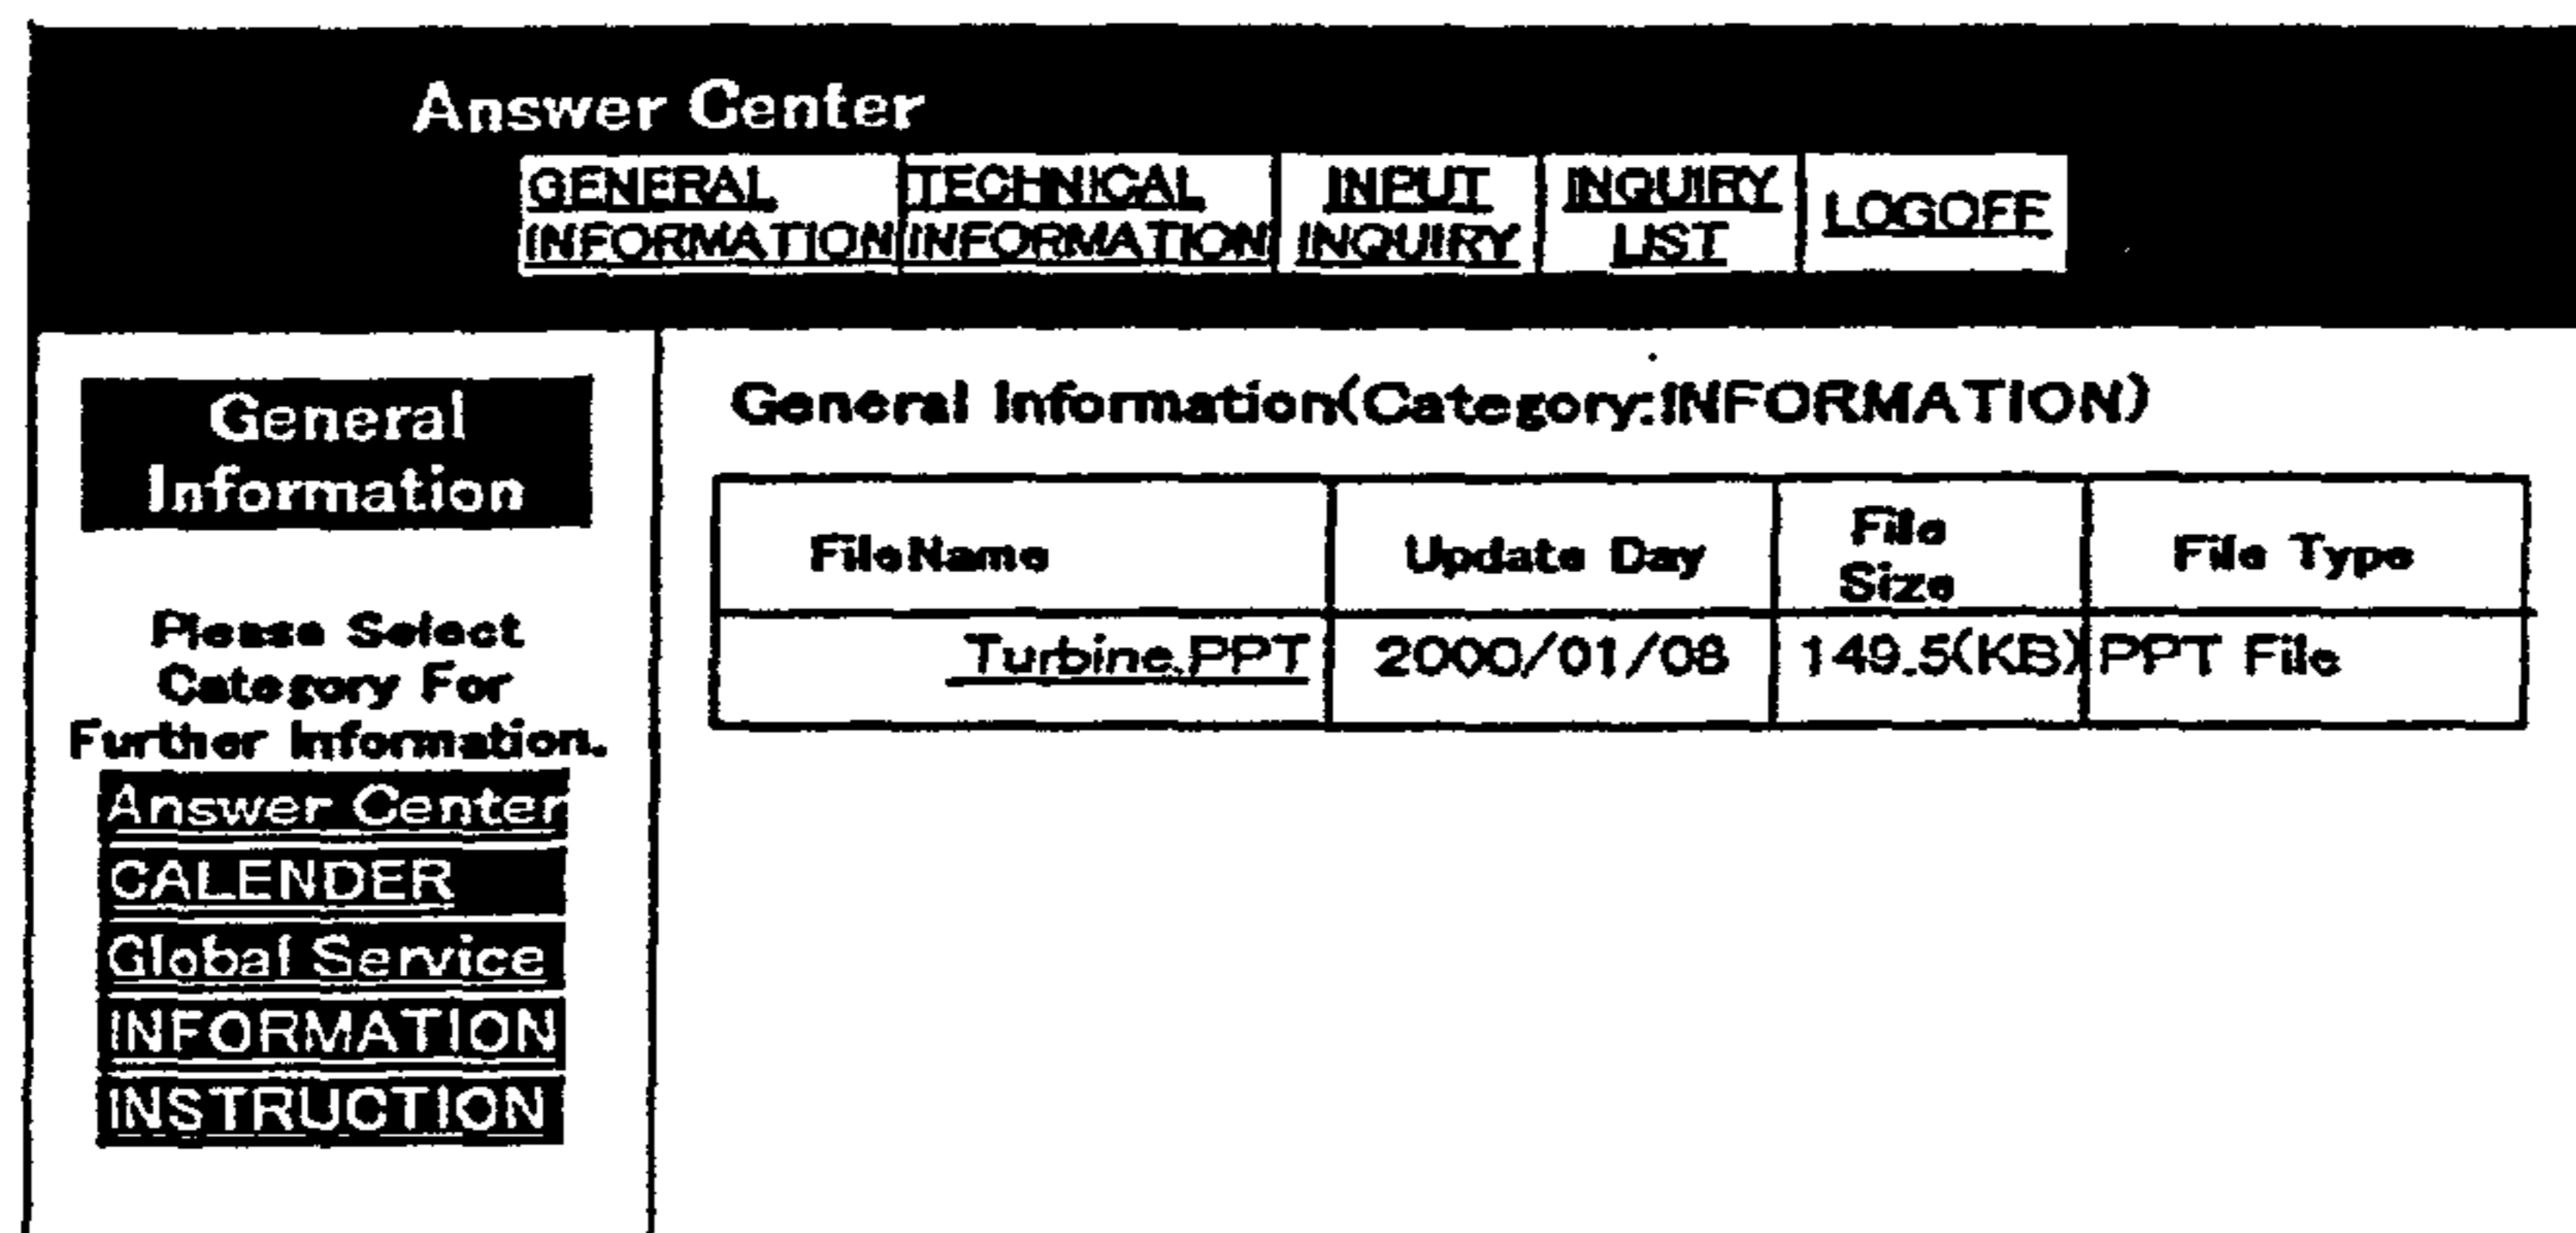 Answer Center
GENERAL INFORMATION
TECHNICAL INFORMATION
INPUT INQUIRY
INQUIRY LIST
LOGOFF
General
Information
Please Select
Category For
Further Information.
Answer Center
CALENDER
Global Service
INFORMATION
INSTRUCTION
General Information(Category:INFORMATION)
FileName Update Day File Size File Type
Turbine.PPT 2000/01/08 149.5(KB) PPT File